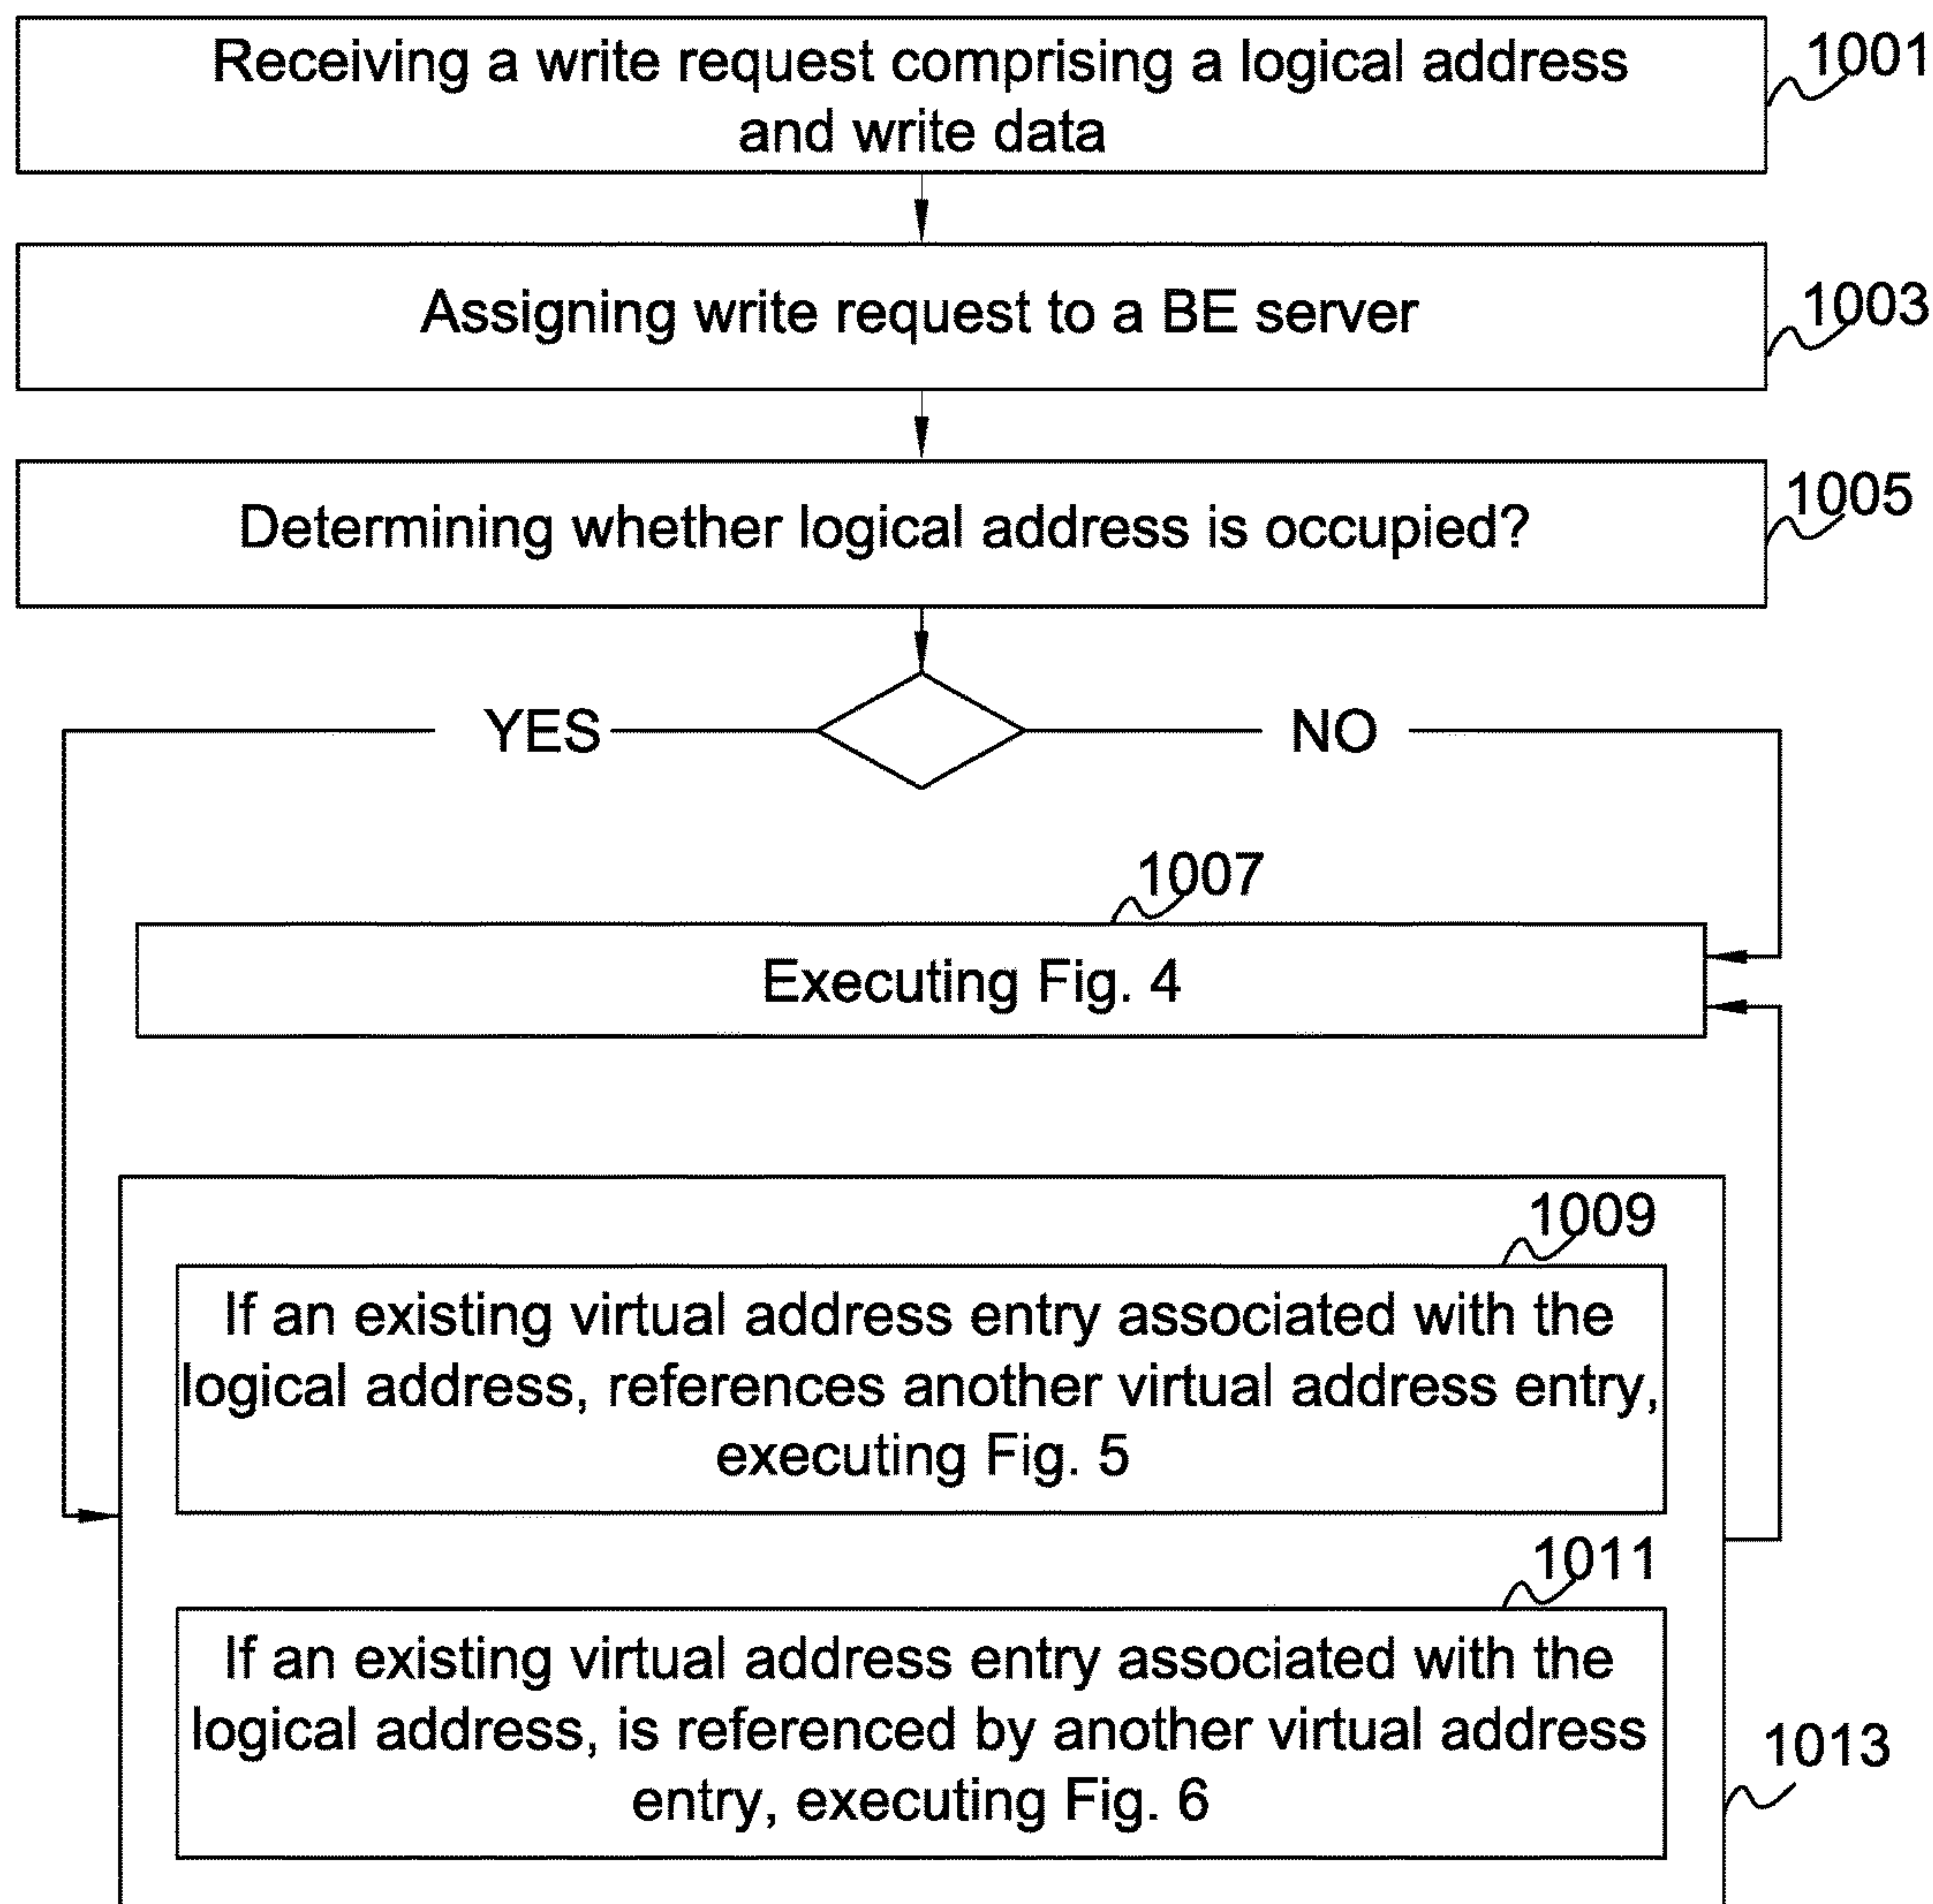 Receiving a write request comprising a logical address
and write data
1001
Assigning write request to a BE server
1003
Determining whether logical address is occupied?
1005
YES
NO
1007
Executing Fig. 4
1009
If an existing virtual address entry associated with the
logical address, references another virtual address entry,
executing Fig. 5
1011
If an existing virtual address entry associated with the
logical address, is referenced by another virtual address
entry, executing Fig. 6
1013